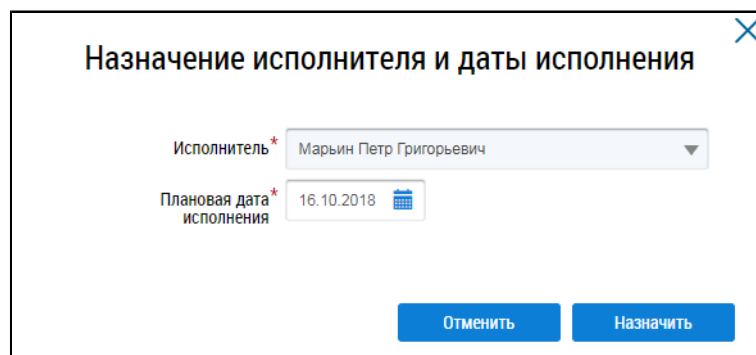 Назначение исполнителя и даты исполнения
Исполнитель* Марьин Петр Григорьевич
Плановая дата* 16.10.2018
исполнения
Отменить Назначить